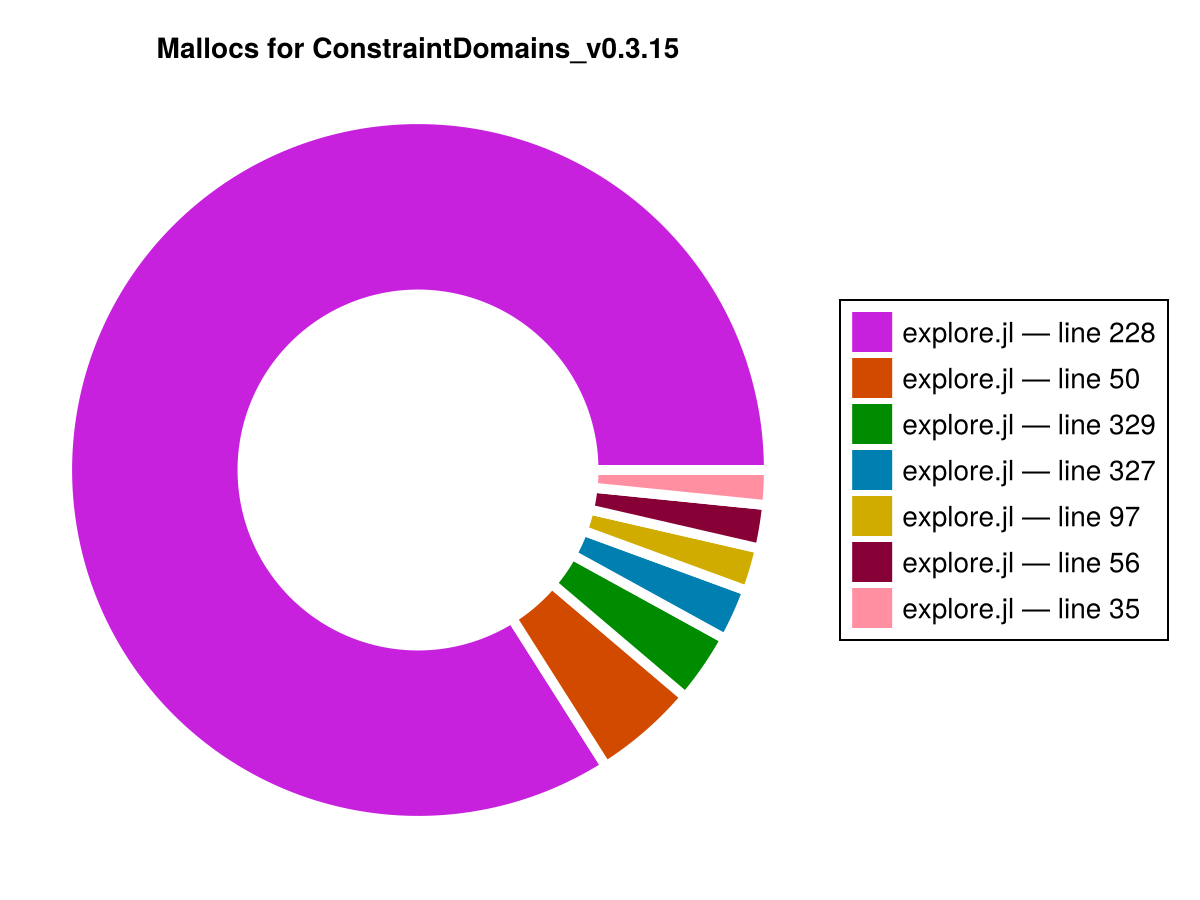 Mallocs for ConstraintDomains_v0.3.15
explore.jl — line 228
explore.jl — line 50
explore.jl — line 329
explore.jl — line 327
explore.jl — line 97
explore.jl — line 56
explore.jl — line 35